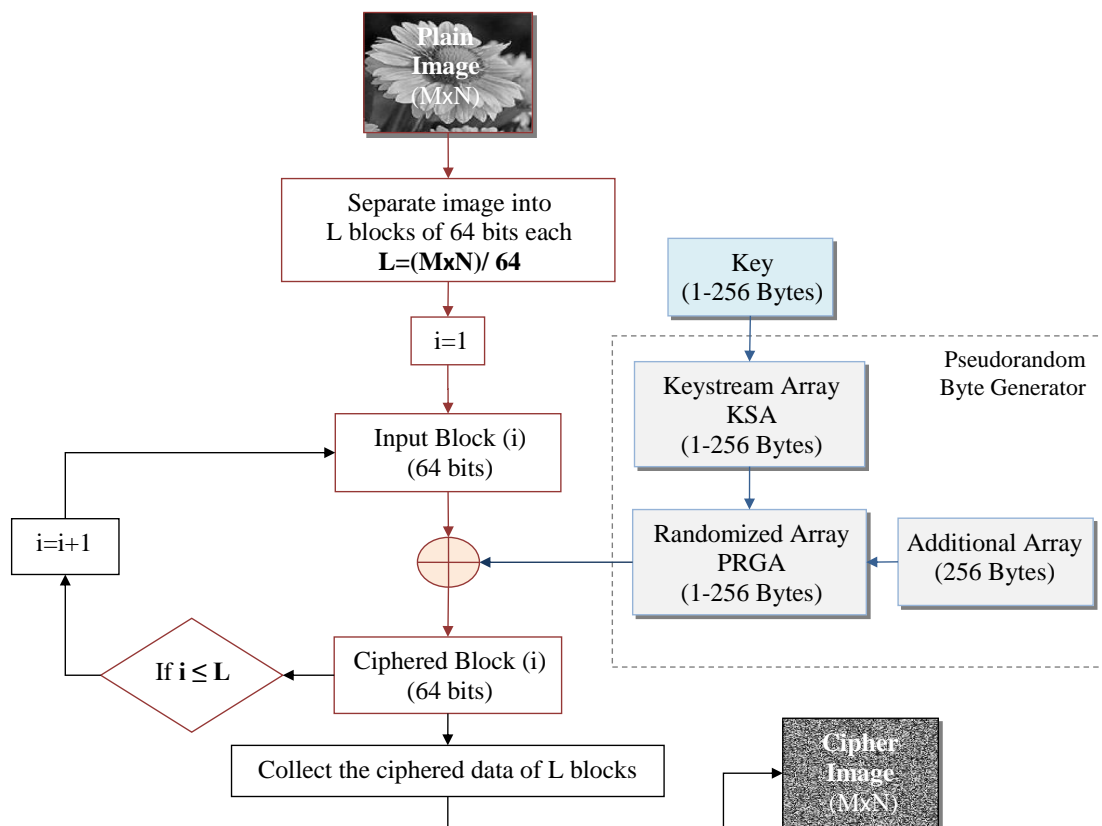 Plain
Image
(MxN)
Separate image into
L blocks of 64 bits each
L=(MxN)/ 64
Key
(1-256 Bytes)
i=1
Pseudorandom
Byte Generator
Keystream Array
KSA
(1-256 Bytes)
Input Block (i)
(64 bits)
i=i+1
Randomized Array
PRGA
(1-256 Bytes)
Additional Array
(256 Bytes)
If i ≤ L
Ciphered Block (i)
(64 bits)
Collect the ciphered data of L blocks
Cipher
Image
(MxN)